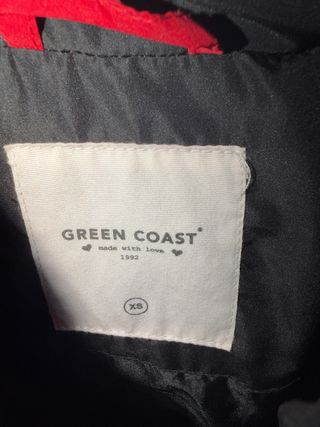 GREEN COAST®
made with love
1992
XS